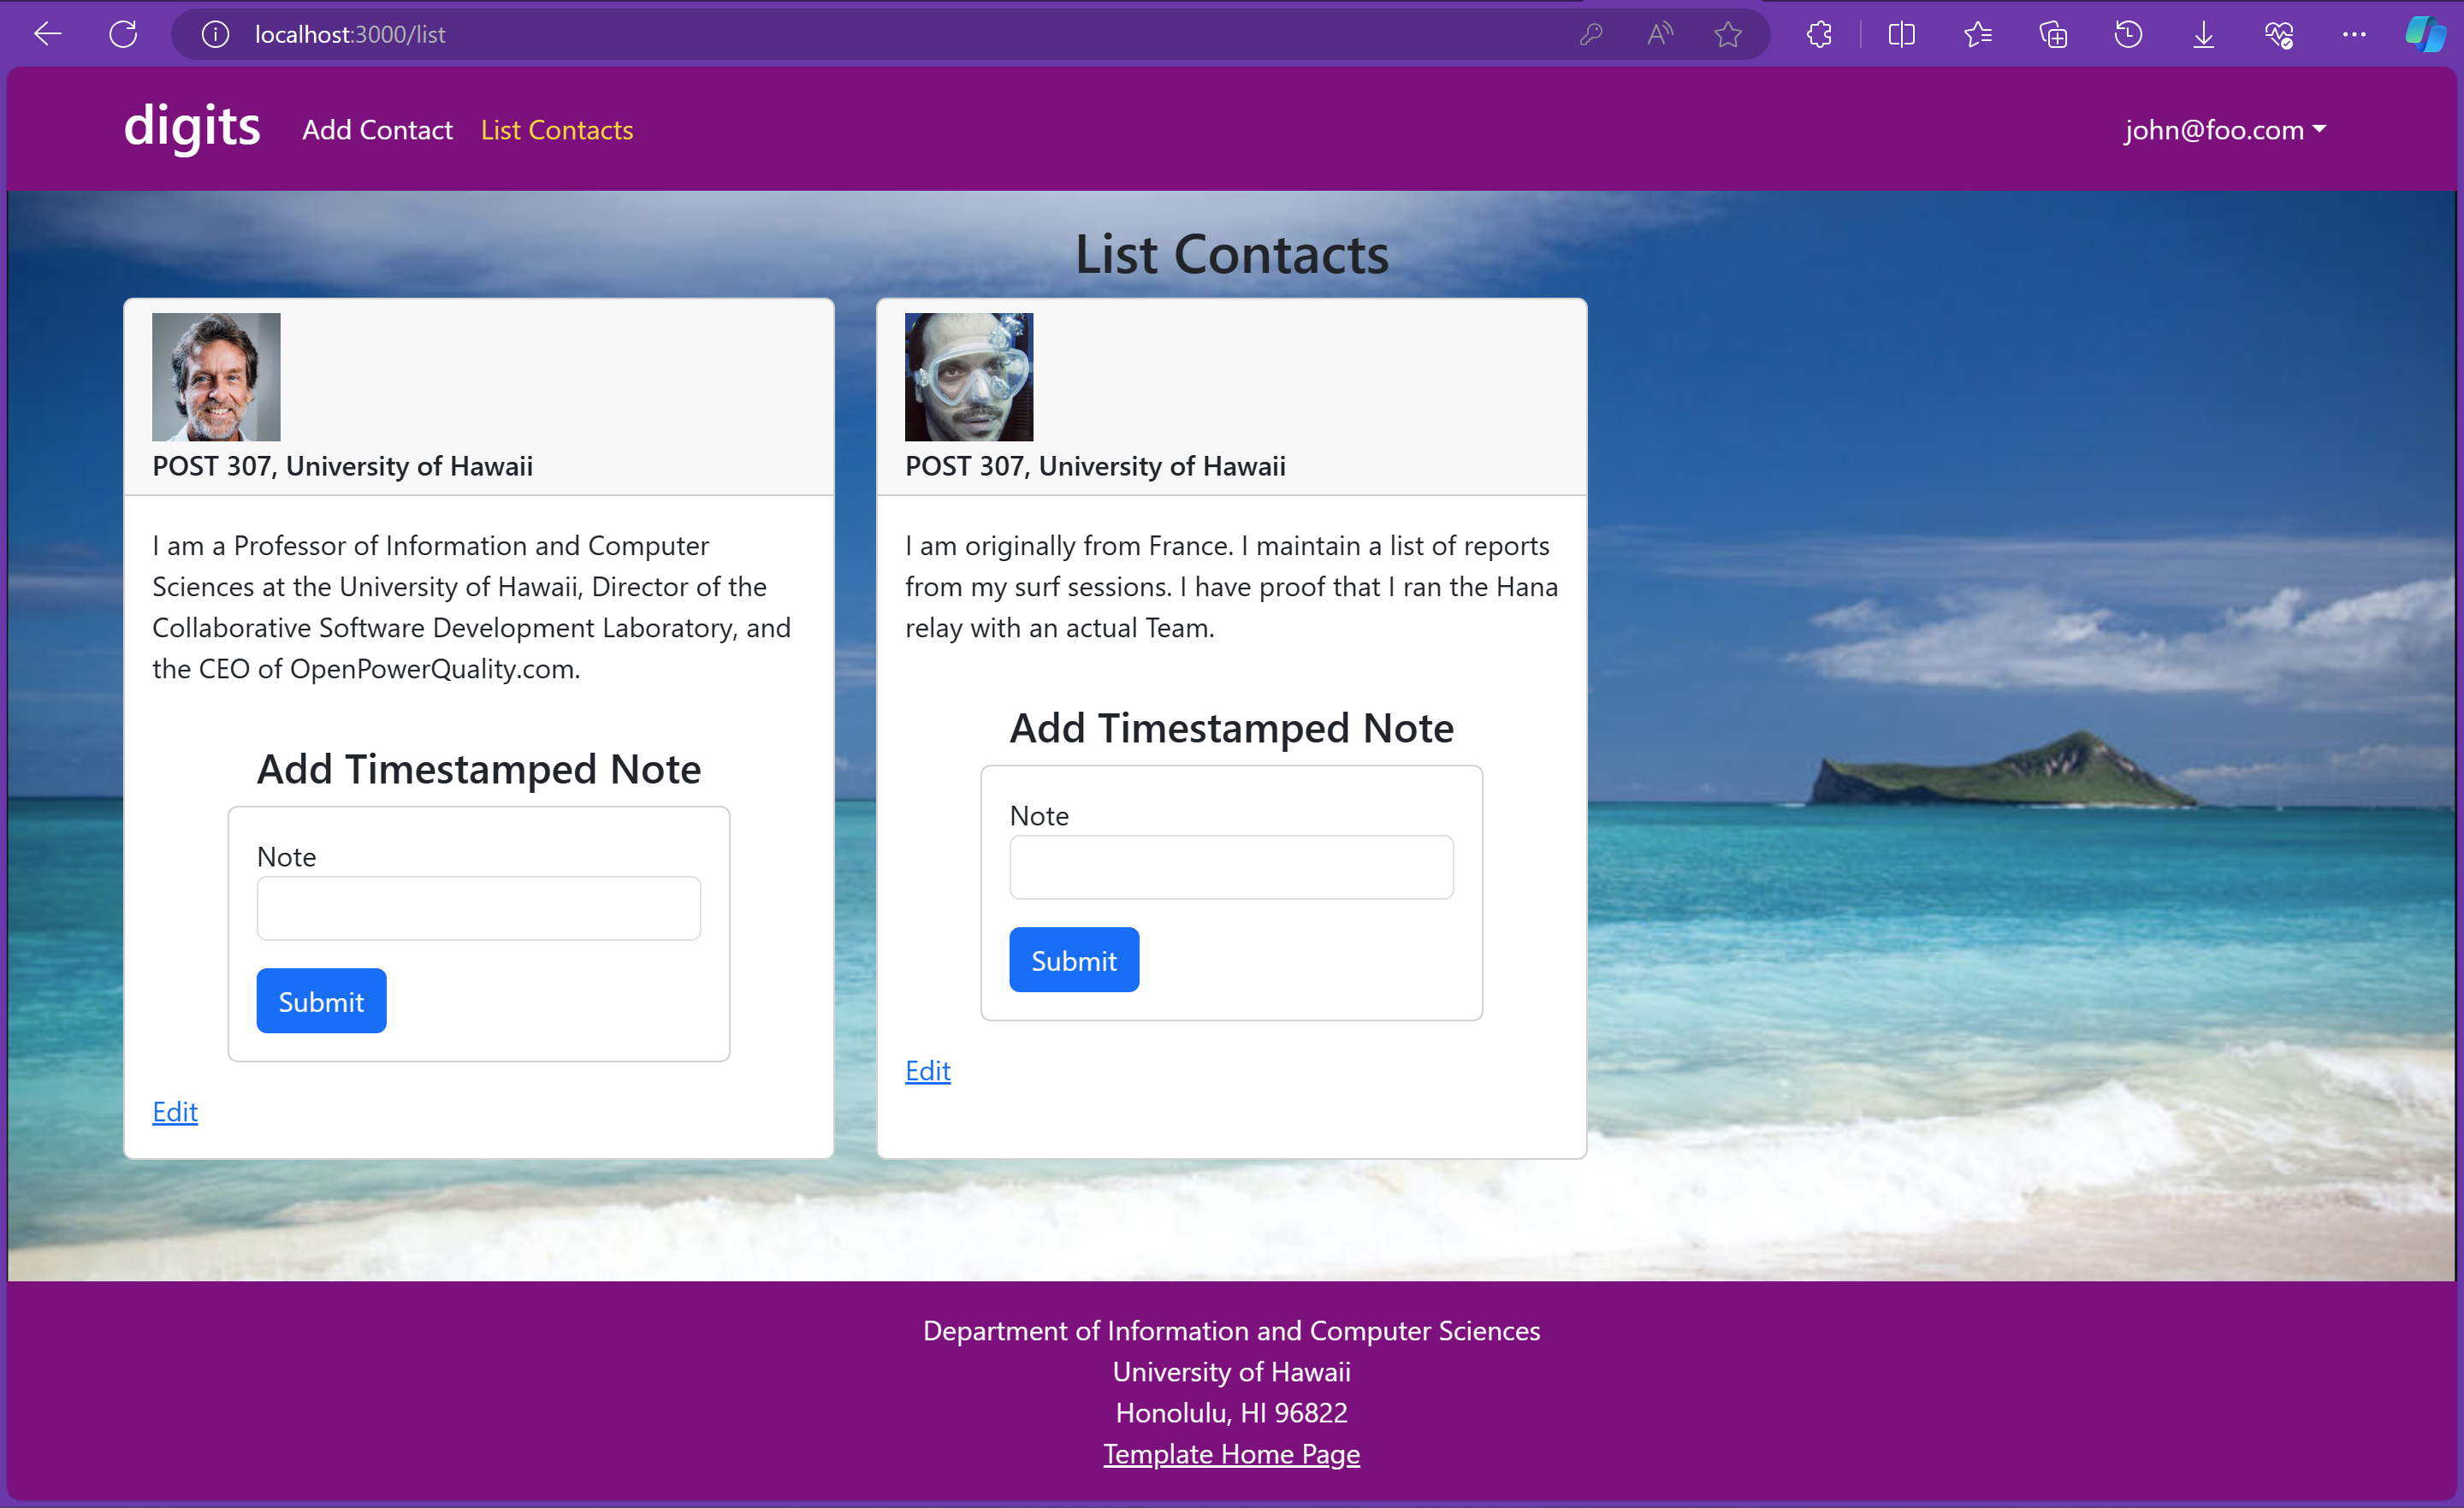 localhost:3000/list
digits Add Contact List Contacts john@foo.com
List Contacts
POST 307, University of Hawaii
I am a Professor of Information and Computer
Sciences at the University of Hawaii, Director of the
Collaborative Software Development Laboratory, and
the CEO of OpenPowerQuality.com.
Add Timestamped Note
Note
Submit
Edit
POST 307, University of Hawaii
I am originally from France. I maintain a list of reports
from my surf sessions. I have proof that I ran the Hana
relay with an actual Team.
Add Timestamped Note
Note
Submit
Edit
Department of Information and Computer Sciences
University of Hawaii
Honolulu, HI 96822
Template Home Page